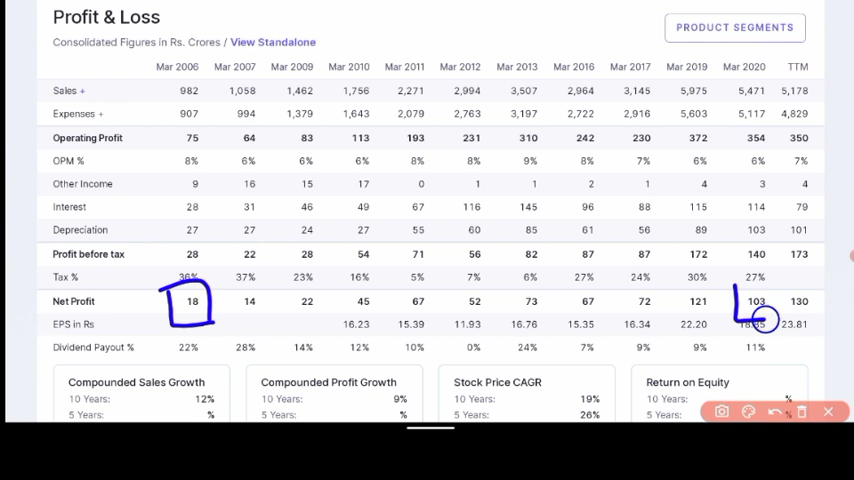 Profit & Loss
PRODUCT SEGMENTS
Consolidated Figures in Rs. Crores / View Standalone
Mar 2006 Mar 2007 Mar 2009 Mar 2010 Mar 2011 Mar 2012 Mar 2013 Mar 2016 Mar 2017 Mar 2019 Mar 2020 TTM
Sales + 982 1,058 1,462 1,756 2,271 2,994 3,507 2,964 3,145 5,975 5,471 5,178
Expenses + 907 994 1,379 1,643 2,079 2,763 3,197 2,722 2,916 5,603 5,117 4,829
Operating Profit 75 64 83 113 193 231 310 242 230 372 354 350
OPM % 8% 6% 6% 6% 8% 8% 9% 8% 7% 6% 6% 7%
Other Income 9 16 15 17 0 1 1 2 1 4 3 4
Interest 28 31 46 49 67 116 145 96 88 115 114 79
Depreciation 27 27 24 27 55 60 85 61 56 89 103 101
Profit before tax 28 22 28 54 71 56 82 87 87 172 140 173
Tax % 36% 37% 23% 16% 5% 7% 6% 27% 24% 30% 27%
Net Profit 18 14 22 45 67 52 73 67 72 121 103 130
EPS in Rs 16.23 15.39 11.93 16.76 15.35 16.34 22.20 23.81
Dividend Payout % 22% 28% 14% 12% 10% 0% 24% 7% 9% 9% 11%
Compounded Sales Growth Compounded Profit Growth Stock Price CAGR Return on Equity
10 Years: 12% 10 Years: 9% 10 Years: 19% 10 Years: %
5 Years: % 5 Years: % 5 Years: 26% 5 Years: %